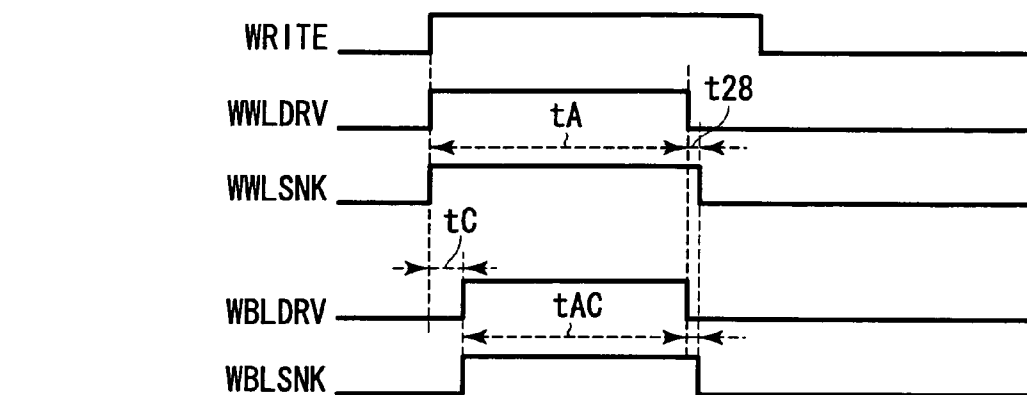 WRITE
t28
WWLDRV
tA
WWLSNK
tC
WBLDRV
tAC
WBLSNK